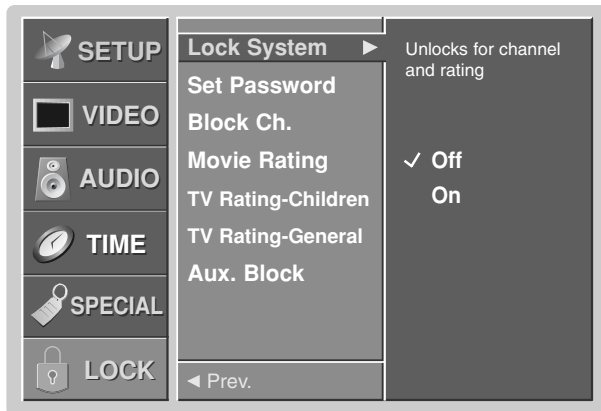 SETUP
VIDEO
AUDIO
TIME
SPECIAL
LOCK
Lock System ►
Set Password
Block Ch.
Movie Rating
TV Rating-Children
TV Rating-General
Aux. Block
◄ Prev.
Unlocks for channel
and rating
✓ Off
On